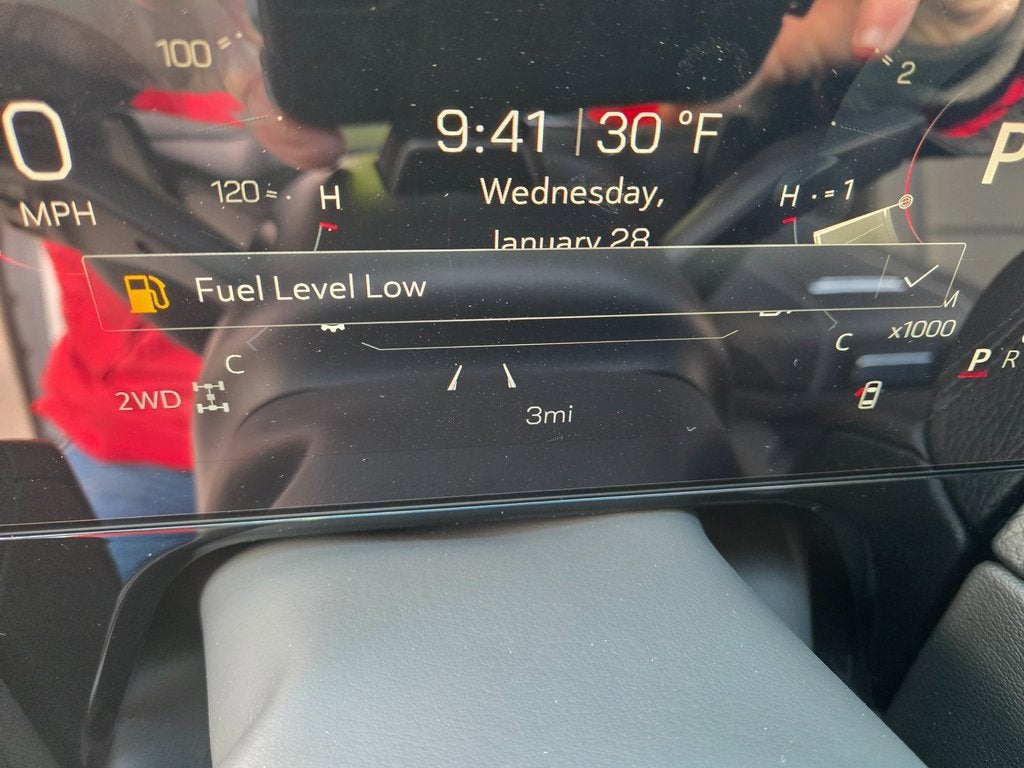 100
2
0
9:41 | 30 °F
P
MPH
120
H
Wednesday,
H
1
January 28
Fuel Level Low
C
C
x1000
2WD
P R
3mi